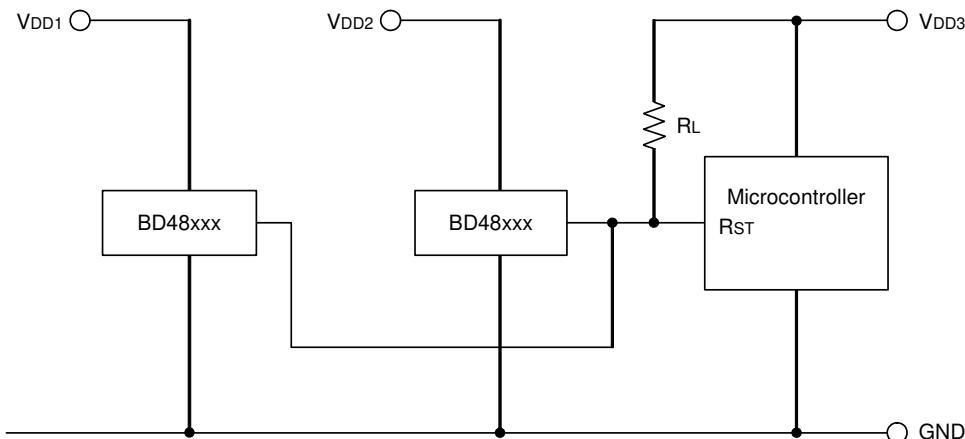 VDD1
VDD2
VDD3
RL
BD48xxx
BD48xxx
Microcontroller
RST
GND